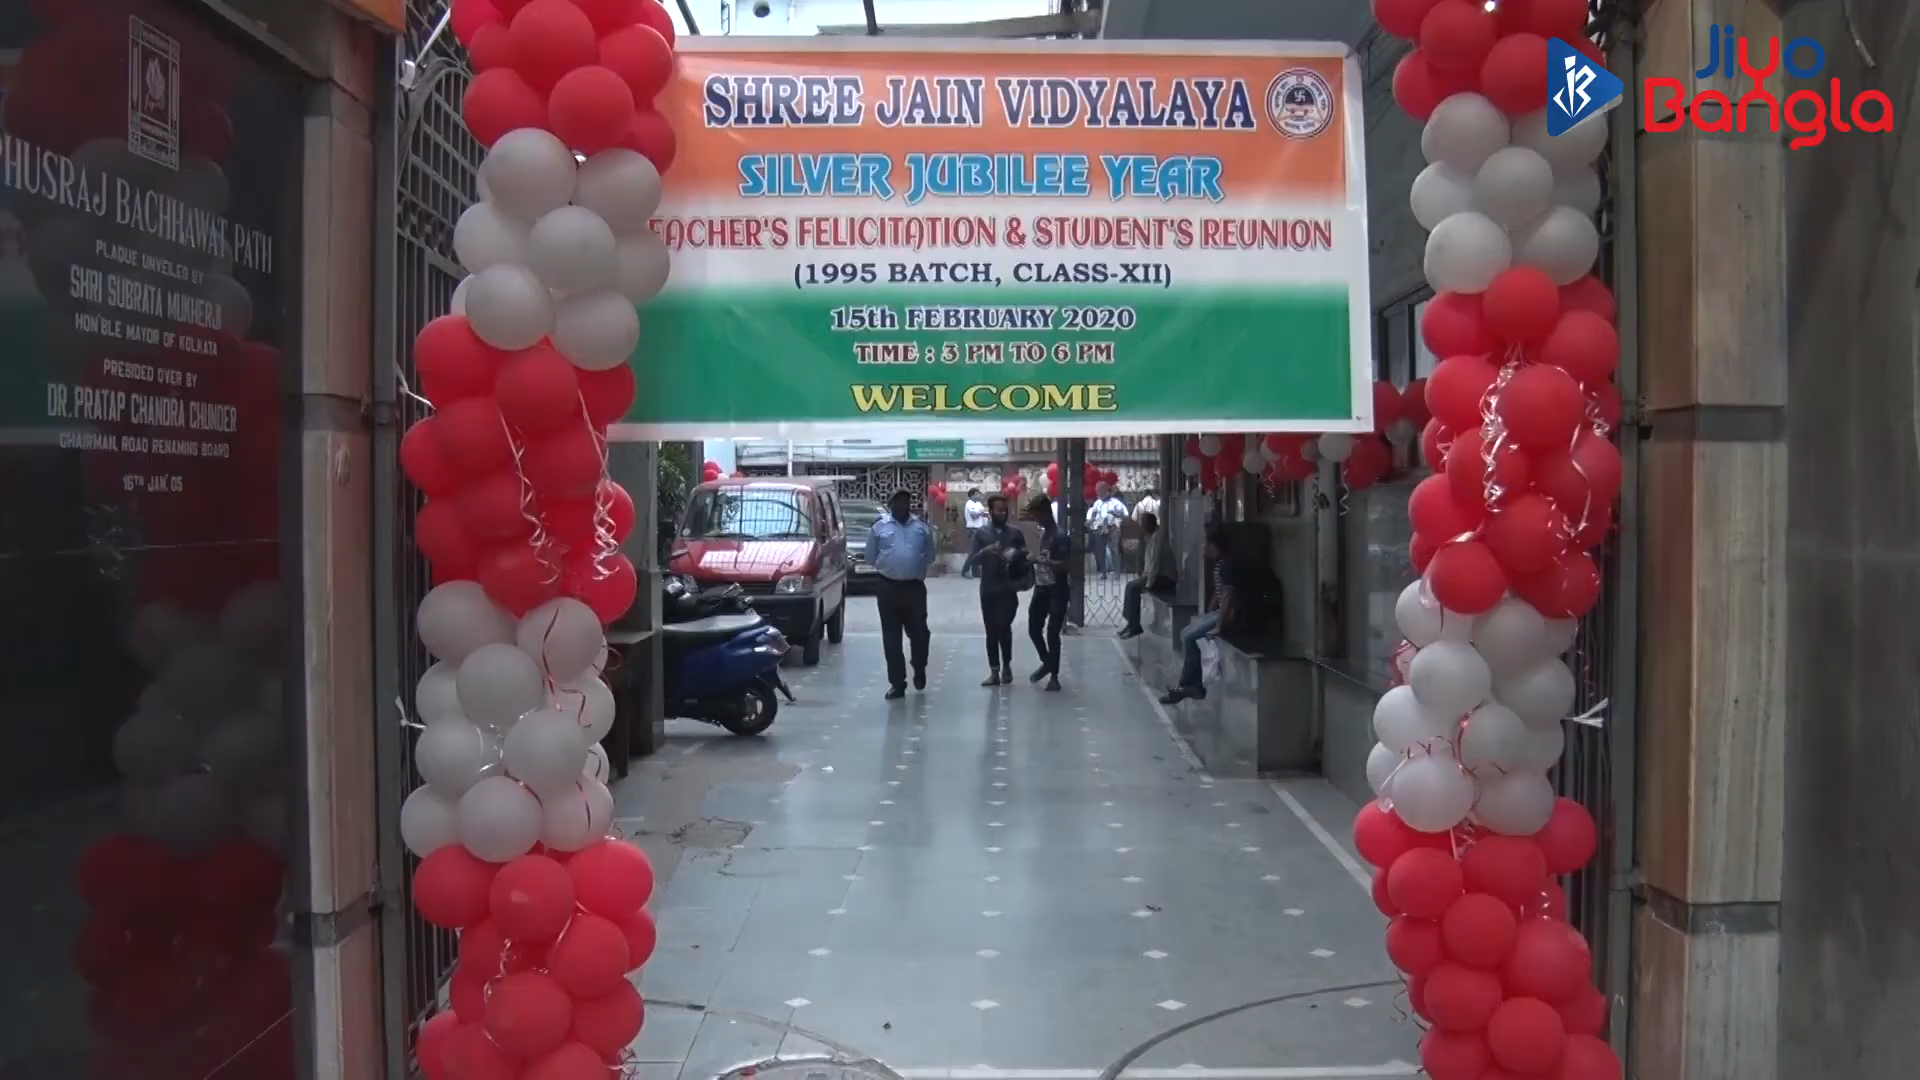 PHUSRAJ BACHHAWAT PATH
PLAQUE UNVEILED BY
SHRI SUBRATA MUKHERJI
HON'BLE MAYOR OF KOLKATA
PRESIDED OVER BY
DR. PRATAP CHANDRA CHUNDER
CHAIRMAN, ROAD RENAMING BOARD
16TH JAN'. 05
SHREE JAIN VIDYALAYA
SILVER JUBILEE YEAR
EACHER'S FELICITATION & STUDENT'S REUNION
(1995 BATCH, CLASS-XII)
15th FEBRUARY 2020
TIME : 3 PM TO 6 PM
WELCOME
Jiyo
Bangla